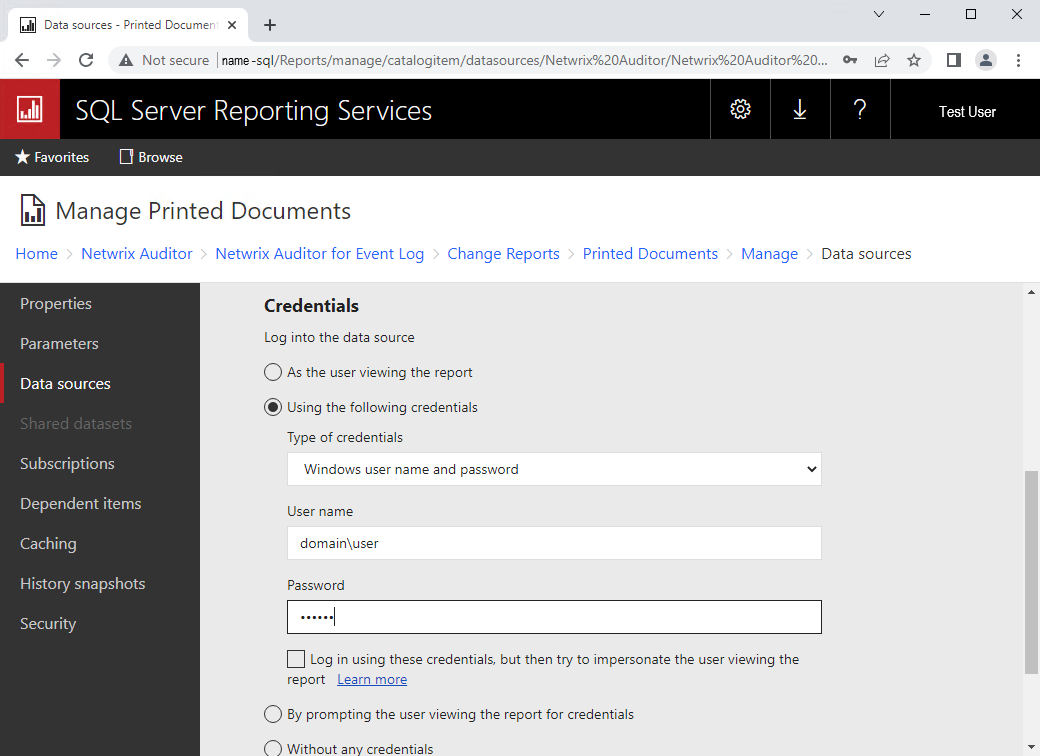 Data sources - Printed Document
Not secure name-sql/Reports/manage/catalogitem/datasources/Netwrix%20Auditor/Netwrix%20Auditor%20...
SQL Server Reporting Services
?
Test User
Favorites Browse
Manage Printed Documents
Home > Netwrix Auditor > Netwrix Auditor for Event Log > Change Reports > Printed Documents > Manage > Data sources
Properties
Parameters
Data sources
Shared datasets
Subscriptions
Dependent items
Caching
History snapshots
Security
Credentials
Log into the data source
As the user viewing the report
Using the following credentials
Type of credentials
Windows user name and password
User name
domain\user
Password
••••••
Log in using these credentials, but then try to impersonate the user viewing the
report Learn more
By prompting the user viewing the report for credentials
Without any credentials